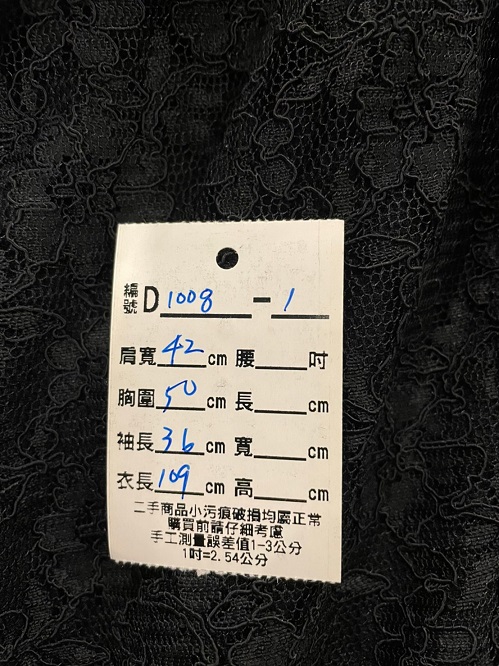 編號 D 1008 - 1
肩寬 42 cm 腰 吋
胸圍 50 cm 長 cm
袖長 36 cm 寬 cm
衣長 109 cm 高 cm
二手商品小污痕破損均屬正常
購買前請仔細考慮
手工測量誤差值1-3公分
1吋=2.54公分